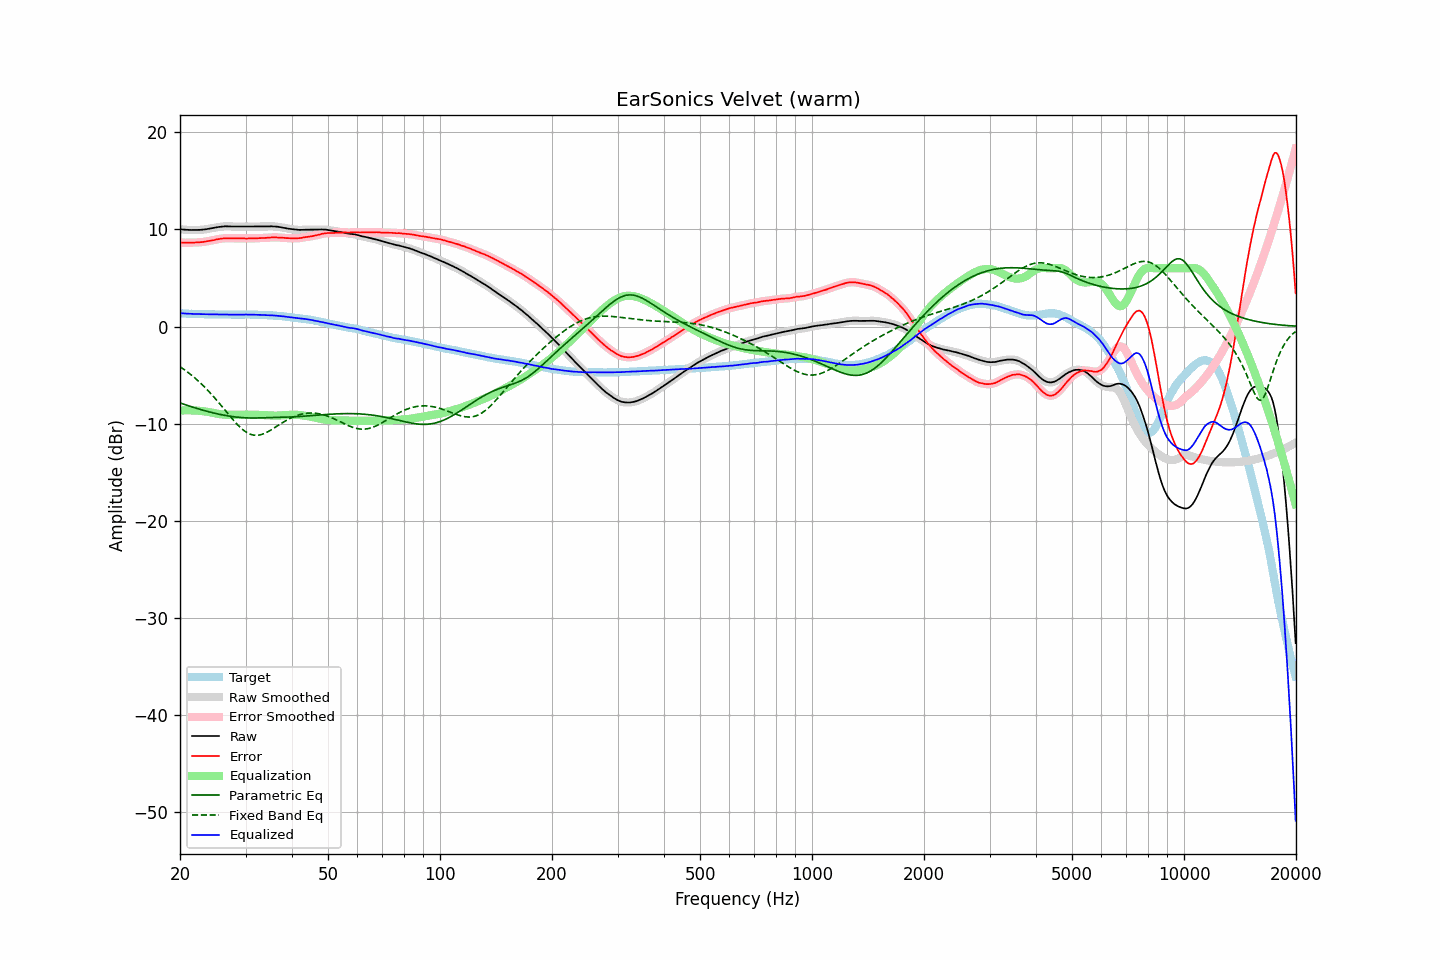 EarSonics Velvet (warm)
20
10
0
−10
−20
−30
−40
−50
Amplitude (dBr)
Target
Raw Smoothed
Error Smoothed
Raw
Error
Equalization
Parametric Eq
Fixed Band Eq
Equalized
20 50 100 200 500 1000 2000 5000 10000 20000
Frequency (Hz)